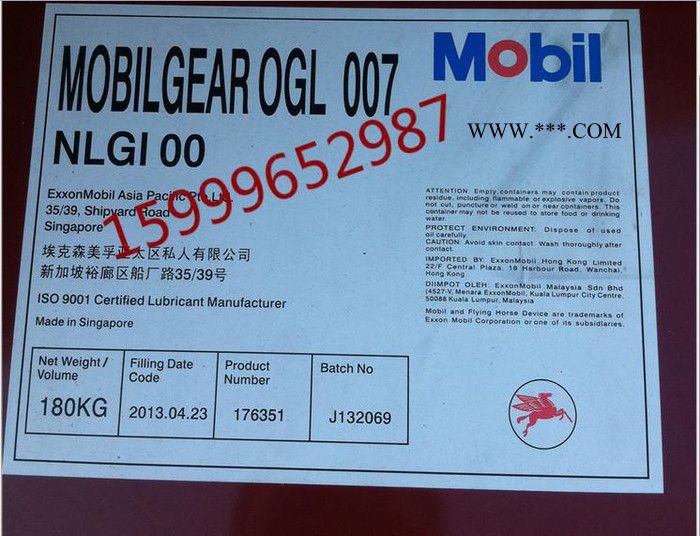 MOBILGEAR OGL 007
Mobil
NLGI 00
15999652987
WWW.***.COM
ExxonMobil Asia Pacific Pte. Ltd.
35/39, Shipyard Road
Singapore
埃克森美孚亚太区私人有限公司
新加坡裕廊区船厂路35/39号
ISO 9001 Certified Lubricant Manufacturer
Made in Singapore
ATTENTION: Empty containers may contain product
residue, including flammable or explosive vapors. Do
not cut, puncture or weld on or near containers. This
container may not be reused to store food or drinking
water.
PROTECT ENVIRONMENT: Dispose of used
oil carefully.
CAUTION: Avoid skin contact. Wash thoroughly after
contact.
IMPORTED BY: ExxonMobil Hong Kong Limited
22/F Central Plaza, 18 Harbour Road, Wanchai,
Hong Kong
DIIMPOT OLEH: ExxonMobil Malaysia Sdn Bhd
(4527-V, Menara ExxonMobil, Kuala Lumpur City Centre,
50088 Kuala Lumpur, Malaysia
Mobil and Flying Horse Device are trademarks of
Exxon Mobil Corporation or one of its subsidiaries.
Net Weight /
Volume
180KG
Filling Date
Code
2013.04.23
Product
Number
176351
Batch No
J132069